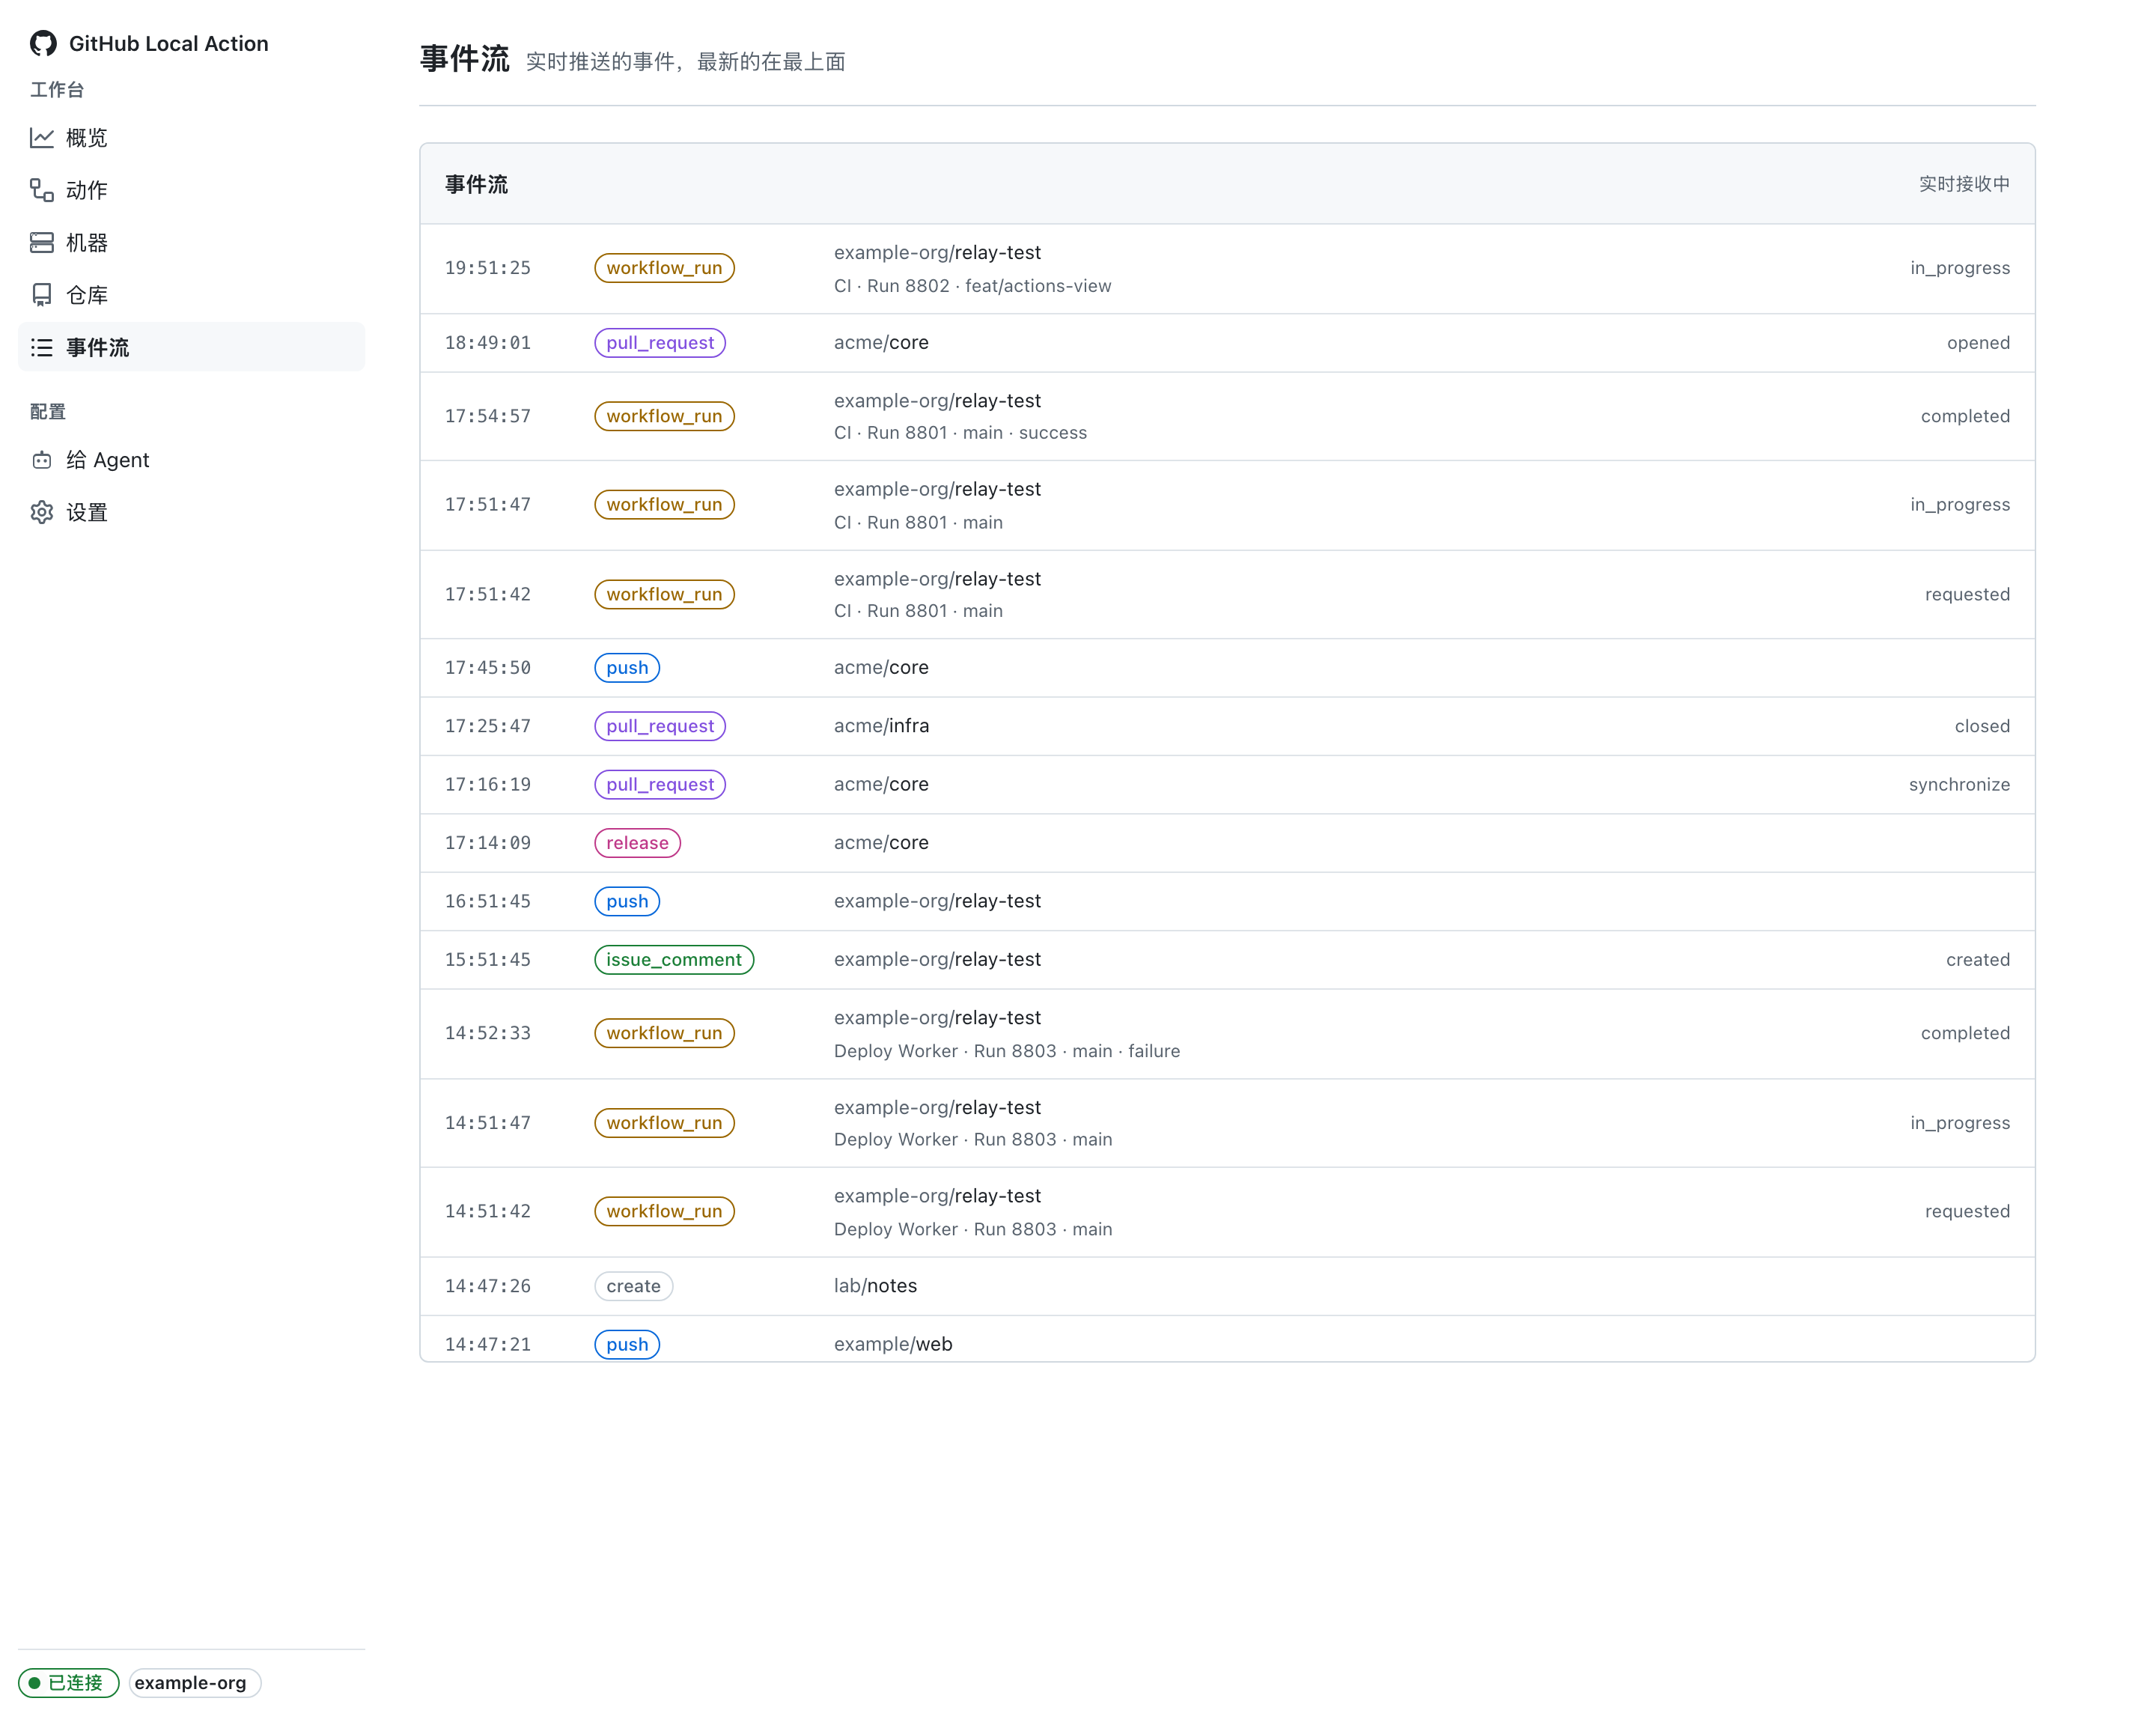 GitHub Local Action
工作台
概览
动作
机器
仓库
事件流
配置
给 Agent
设置
已连接 example-org
事件流 实时推送的事件，最新的在最上面
事件流 实时接收中
19:51:25 workflow_run example-org/relay-test in_progress
CI · Run 8802 · feat/actions-view
18:49:01 pull_request acme/core opened
17:54:57 workflow_run example-org/relay-test completed
CI · Run 8801 · main · success
17:51:47 workflow_run example-org/relay-test in_progress
CI · Run 8801 · main
17:51:42 workflow_run example-org/relay-test requested
CI · Run 8801 · main
17:45:50 push acme/core
17:25:47 pull_request acme/infra closed
17:16:19 pull_request acme/core synchronize
17:14:09 release acme/core
16:51:45 push example-org/relay-test
15:51:45 issue_comment example-org/relay-test created
14:52:33 workflow_run example-org/relay-test completed
Deploy Worker · Run 8803 · main · failure
14:51:47 workflow_run example-org/relay-test in_progress
Deploy Worker · Run 8803 · main
14:51:42 workflow_run example-org/relay-test requested
Deploy Worker · Run 8803 · main
14:47:26 create lab/notes
14:47:21 push example/web